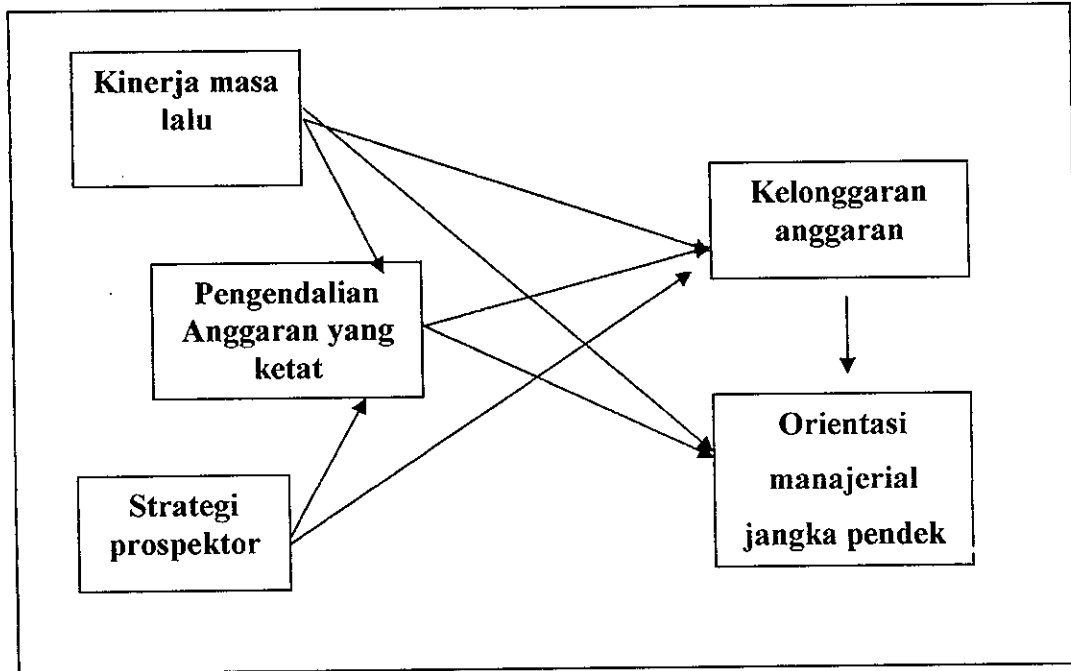 Kinerja masa
lalu
Kelonggaran
anggaran
Pengendalian
Anggaran yang
ketat
Orientasi
manajerial
jangka pendek
Strategi
prospektor